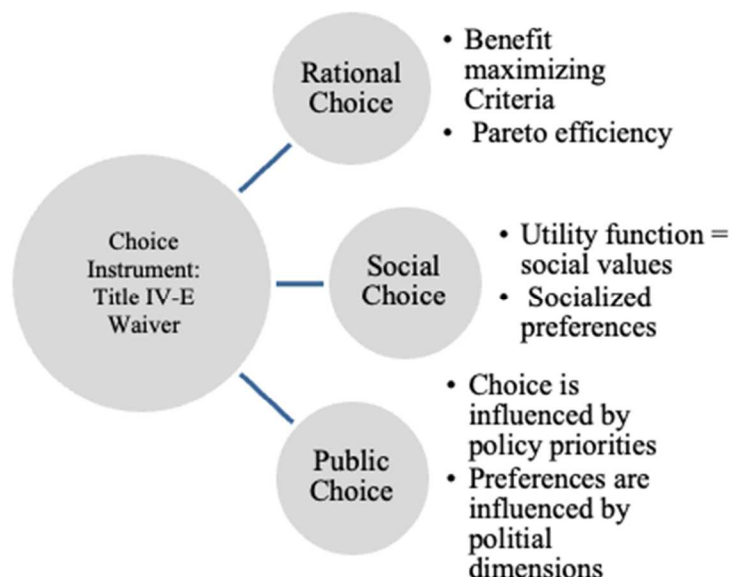 Choice
Instrument:
Title IV-E
Waiver
Rational
Choice
• Benefit
maximizing
Criteria
• Pareto efficiency
Social
Choice
• Utility function =
social values
• Socialized
preferences
Public
Choice
• Choice is
influenced by
policy priorities
• Preferences are
influenced by
politial
dimensions